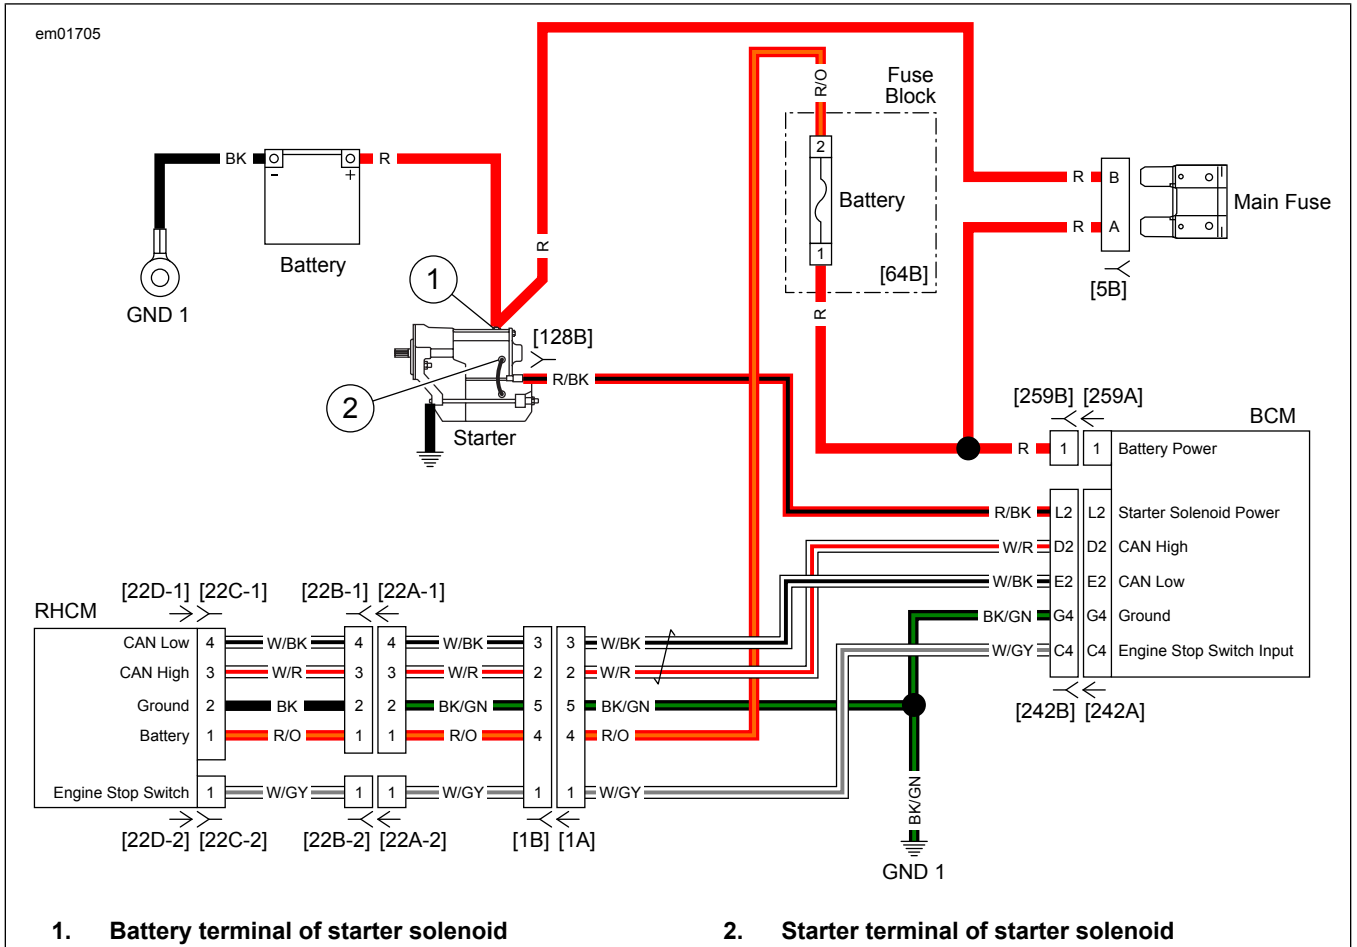 em01705
R/O
Fuse
Block
BK
R
-
+
2
R
B
Battery
Main Fuse
R
A
R
Battery
1
1
[64B]
[5B]
GND 1
R
[128B]
2
R/BK
[259B] [259A]
BCM
Starter
R
1
1
Battery Power
R/BK
L2
L2
Starter Solenoid Power
W/R
D2
D2
CAN High
[22D-1] [22C-1]
[22B-1] [22A-1]
W/BK
E2
E2
CAN Low
RHCM
BK/GN
G4
G4
Ground
CAN Low
4
W/BK
4
4
W/BK
3
3
W/BK
W/GY
C4
C4
Engine Stop Switch Input
CAN High
3
W/R
3
3
W/R
2
2
W/R
Ground
2
BK
2
2
BK/GN
5
5
BK/GN
[242B] [242A]
Battery
1
R/O
1
1
R/O
4
4
R/O
Engine Stop Switch
1
W/GY
1
1
W/GY
1
1
W/GY
BK/GN
[22D-2] [22C-2]
[22B-2] [22A-2]
[1B] [1A]
GND 1
1. Battery terminal of starter solenoid
2. Starter terminal of starter solenoid